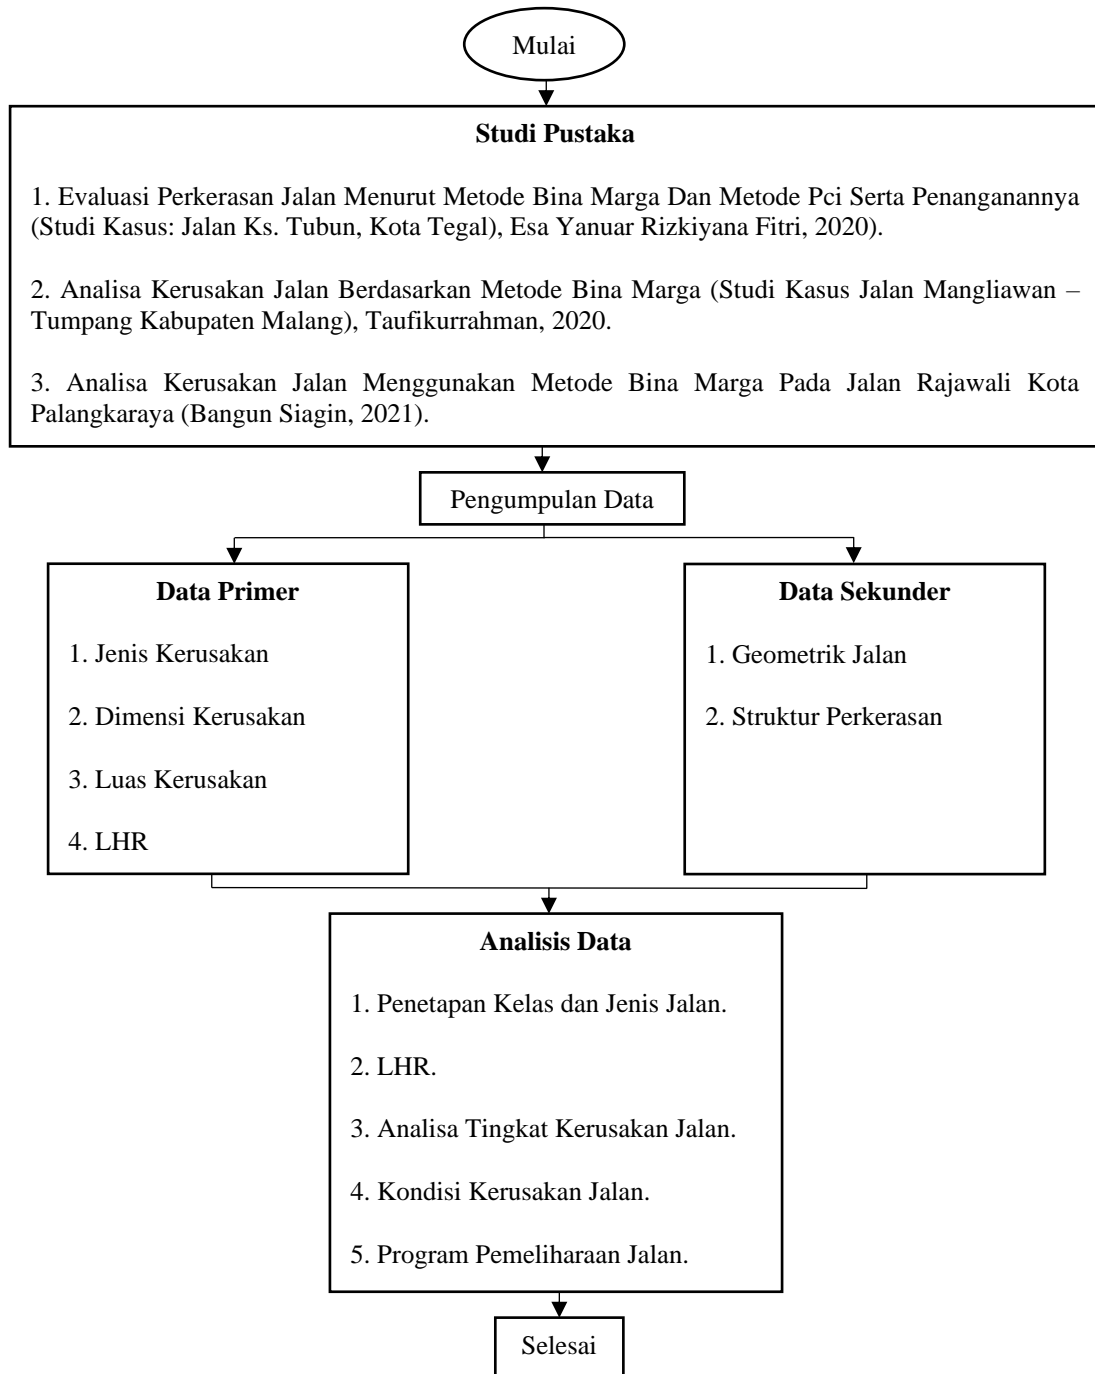 Mulai
Studi Pustaka
1. Evaluasi Perkerasan Jalan Menurut Metode Bina Marga Dan Metode Pci Serta Penanganannya
(Studi Kasus: Jalan Ks. Tubun, Kota Tegal), Esa Yanuar Rizkiyana Fitri, 2020).
2. Analisa Kerusakan Jalan Berdasarkan Metode Bina Marga (Studi Kasus Jalan Mangliawan –
Tumpang Kabupaten Malang), Taufikurrahman, 2020.
3. Analisa Kerusakan Jalan Menggunakan Metode Bina Marga Pada Jalan Rajawali Kota
Palangkaraya (Bangun Siagin, 2021).
Pengumpulan Data
Data Primer
1. Jenis Kerusakan
2. Dimensi Kerusakan
3. Luas Kerusakan
4. LHR
Data Sekunder
1. Geometrik Jalan
2. Struktur Perkerasan
Analisis Data
1. Penetapan Kelas dan Jenis Jalan.
2. LHR.
3. Analisa Tingkat Kerusakan Jalan.
4. Kondisi Kerusakan Jalan.
5. Program Pemeliharaan Jalan.
Selesai